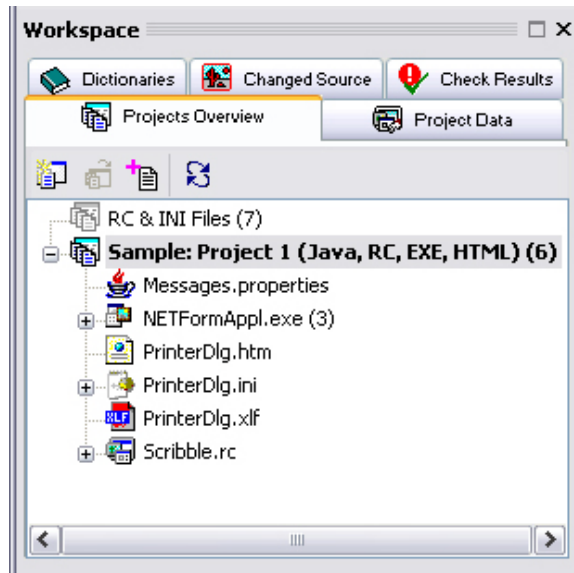 Workspace
Dictionaries Changed Source Check Results
Projects Overview Project Data
RC & INI Files (7)
Sample: Project 1 (Java, RC, EXE, HTML) (6)
Messages.properties
NETFormAppl.exe (3)
PrinterDlg.htm
PrinterDlg.ini
XLF PrinterDlg.xlf
Scribble.rc